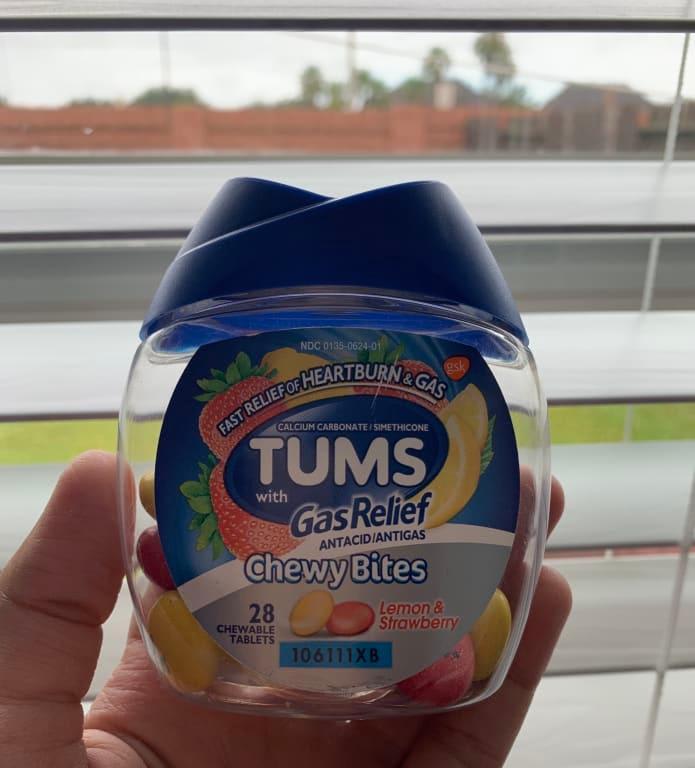 NDC 0135-0624-01
gsk
FAST RELIEF OF HEARTBURN & GAS
CALCIUM CARBONATE / SIMETHICONE
TUMS
with
Gas Relief
ANTACID/ANTIGAS
Chewy Bites
28
CHEWABLE
TABLETS
Lemon &
Strawberry
106111XB